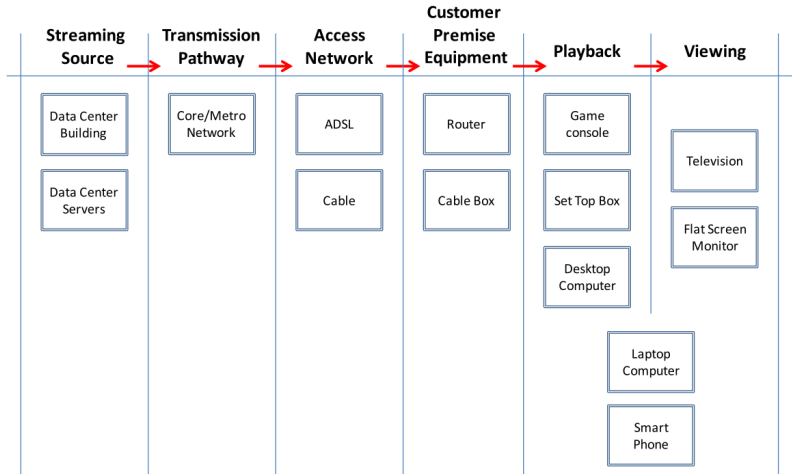 Streaming
Source
Transmission
Pathway
Access
Network
Customer
Premise
Equipment
Playback
Viewing
Data Center
Building
Data Center
Servers
Core/Metro
Network
ADSL
Cable
Router
Cable Box
Game
console
Set Top Box
Desktop
Computer
Television
Flat Screen
Monitor
Laptop
Computer
Smart
Phone